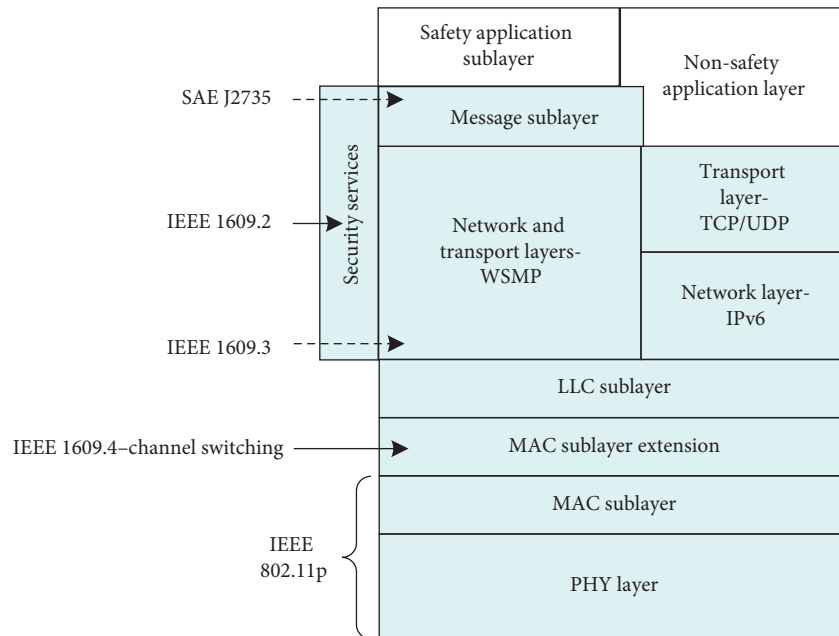 Safety application
sublayer
Non-safety
application layer
SAE J2735
Message sublayer
Security services
IEEE 1609.2
Network and
transport layers-
WSMP
Transport
layer-
TCP/UDP
Network layer-
IPv6
IEEE 1609.3
LLC sublayer
IEEE 1609.4–channel switching
MAC sublayer extension
MAC sublayer
IEEE
802.11p
PHY layer